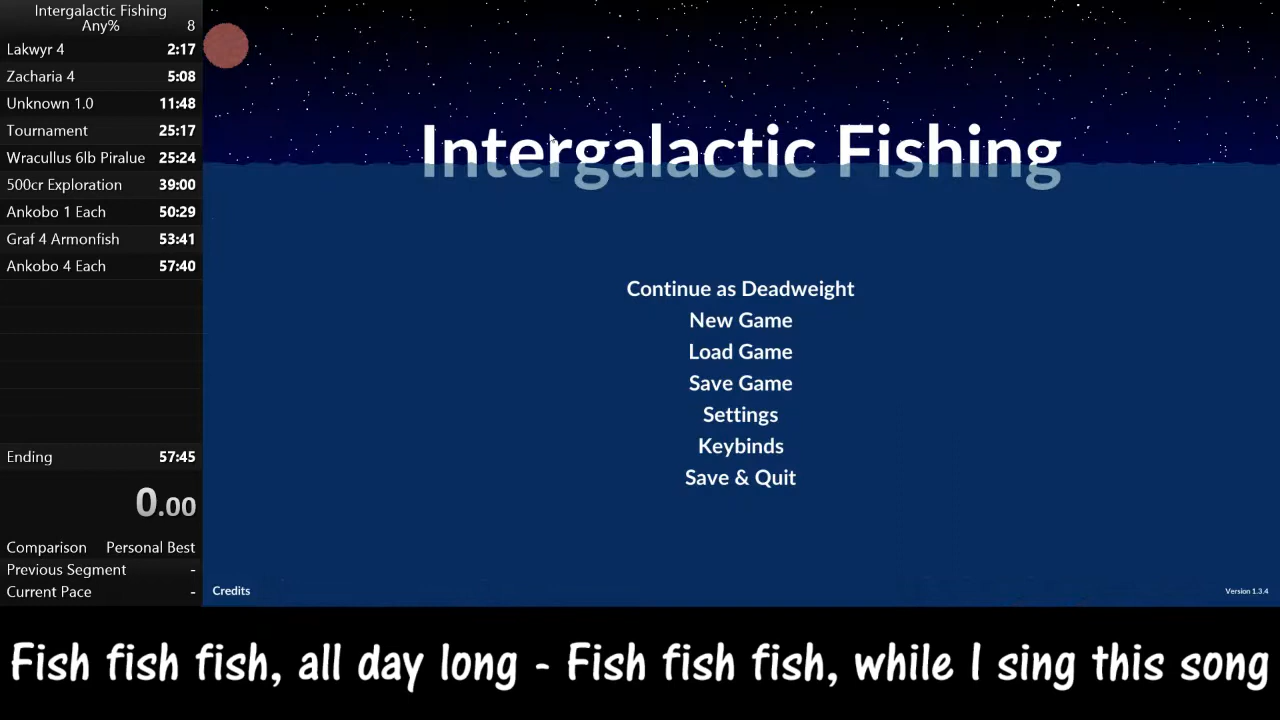 Intergalactic Fishing
Any% 8
Lakwyr 4 2:17
Zacharia 4 5:08
Unknown 1.0 11:48
Tournament 25:17
Wracullus 6lb Piralue 25:24
500cr Exploration 39:00
Ankobo 1 Each 50:29
Graf 4 Armonfish 53:41
Ankobo 4 Each 57:40
Ending 57:45
0.00
Comparison Personal Best
Previous Segment -
Current Pace -
Intergalactic Fishing
Continue as Deadweight
New Game
Load Game
Save Game
Settings
Keybinds
Save & Quit
Credits
Version 1.3.4
Fish fish fish, all day long - Fish fish fish, while I sing this song